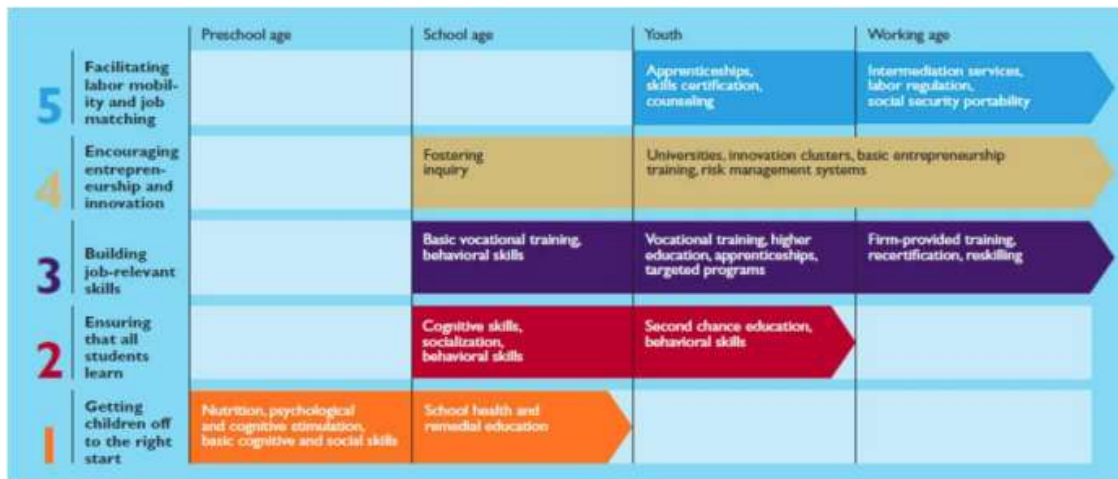 Preschool age
School age
Youth
Working age
5
Facilitating
labor mobil-
ity and job
matching
Apprenticeships,
skills certification,
counseling
Intermediation services,
labor regulation,
social security portability
4
Encouraging
entrepren-
eurship and
innovation
Fostering
inquiry
Universities, innovation clusters, basic entrepreneurship
training, risk management systems
3
Building
job-relevant
skills
Basic vocational training,
behavioral skills
Vocational training, higher
education, apprenticeships,
targeted programs
Firm-provided training,
recertification, reskilling
2
Ensuring
that all
students
learn
Cognitive skills,
socialization,
behavioral skills
Second chance education,
behavioral skills
1
Getting
children off
to the right
start
Nutrition, psychological
and cognitive stimulation,
basic cognitive and social skills
School health and
remedial education